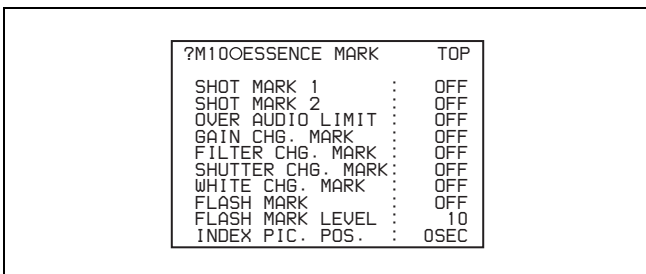 ?M10○ESSENCE MARK TOP
SHOT MARK 1 : OFF
SHOT MARK 2 : OFF
OVER AUDIO LIMIT : OFF
GAIN CHG. MARK : OFF
FILTER CHG. MARK : OFF
SHUTTER CHG. MARK: OFF
WHITE CHG. MARK : OFF
FLASH MARK : OFF
FLASH MARK LEVEL : 10
INDEX PIC. POS. : 0SEC